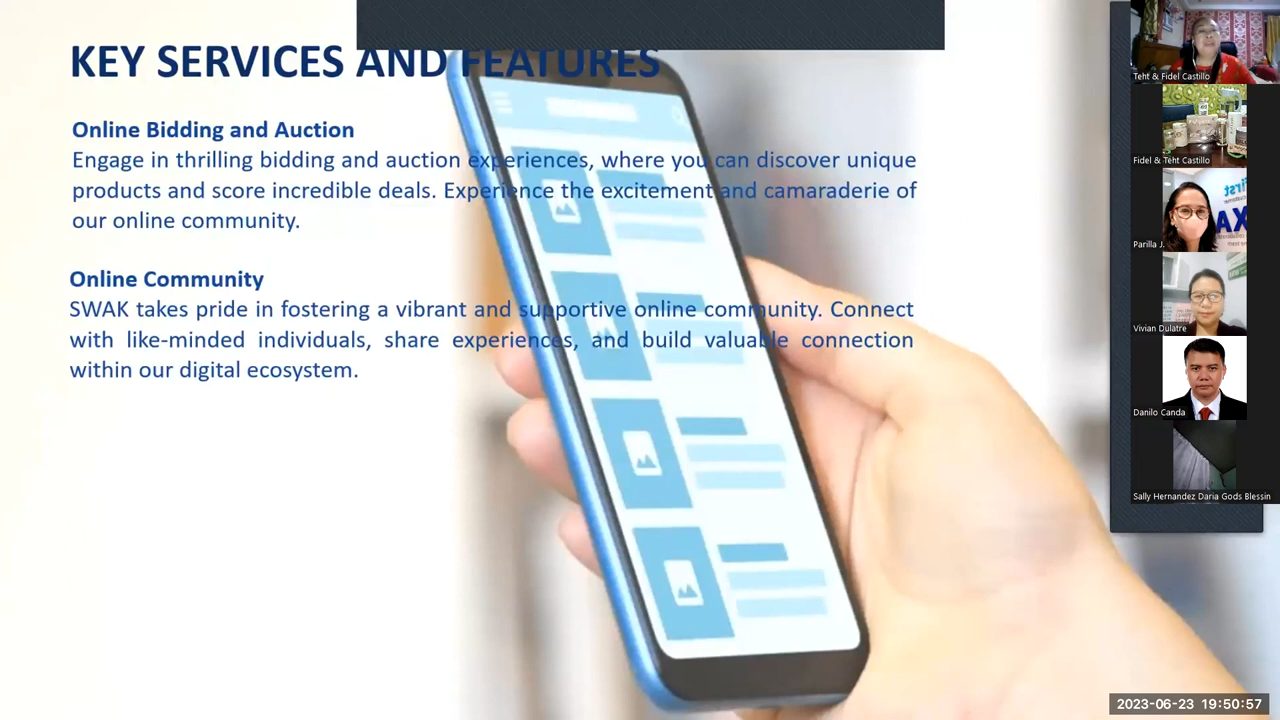 KEY SERVICES AND FEATURES
Online Bidding and Auction
Engage in thrilling bidding and auction experiences, where you can discover unique
products and score incredible deals. Experience the excitement and camaraderie of
our online community.
Online Community
SWAK takes pride in fostering a vibrant and supportive online community. Connect
with like-minded individuals, share experiences, and build valuable connection
within our digital ecosystem.
Teht & Fidel Castillo
Fidel & Teht Castillo
Parilla J.
Vivian Dulatre
Danilo Canda
Sally Hernandez Daria Gods Blessin
2023-06-23 19:50:57